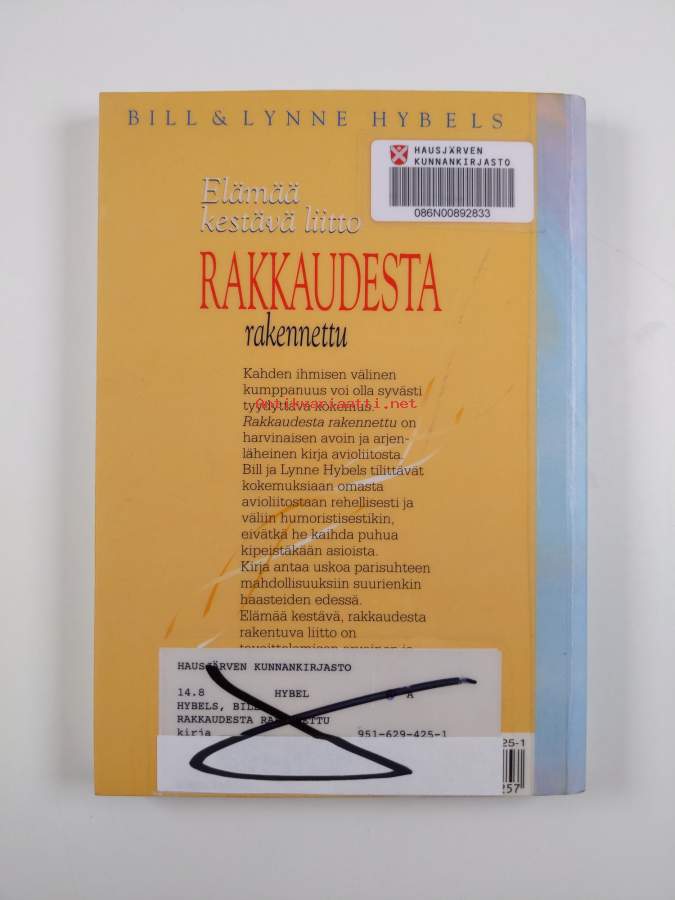 BILL & LYNNE HYBELS
HAUSJÄRVEN
KUNNANKIRJASTO
086N00892833
Elämää
kestävä liitto
RAKKAUDESTA
rakennettu
Kahden ihmisen välinen
kumppanuus voi olla syvästi
tyydyttävä kokemus.
Antikvariaatti.net
Rakkaudesta rakennettu on
harvinaisen avoin ja arjen-
läheinen kirja avioliitosta.
Bill ja Lynne Hybels tilittävät
kokemuksiaan omasta
avioliitostaan rehellisesti ja
väliin humoristisestikin,
eivätkä he kaihda puhua
kipeistäkään asioista.
Kirja antaa uskoa parisuhteen
mahdollisuuksiin suurienkin
haasteiden edessä.
Elämää kestävä, rakkaudesta
rakentuva liitto on
HAUSJÄRVEN KUNNANKIRJASTO
14.8 HYBEL A
HYBELS, BILL
RAKKAUDESTA RAKENNETTU
kirja 951-629-425-1
25-1
257